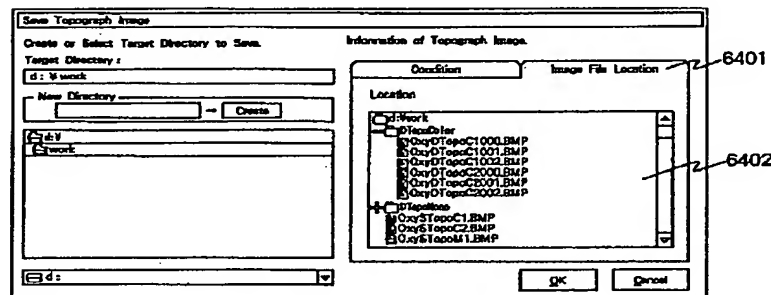 Save Topograph Image
Create or Select Target Directory to Save.
Target Directory :
d : ¥ work
New Directory
→ Create
d:¥
work
d :
Information of Topograph Image.
Condition
Image File Location
6401
Location
d:¥work
DTopoColor
OxyDTopoC1000.BMP
OxyDTopoC1001.BMP
OxyDTopoC1002.BMP
OxyDTopoC2000.BMP
OxyDTopoC2001.BMP
OxyDTopoC2002.BMP
6402
DTopoMono
OxySTopoC1.BMP
OxySTopoC2.BMP
OxySTopoM1.BMP
OK
Cancel